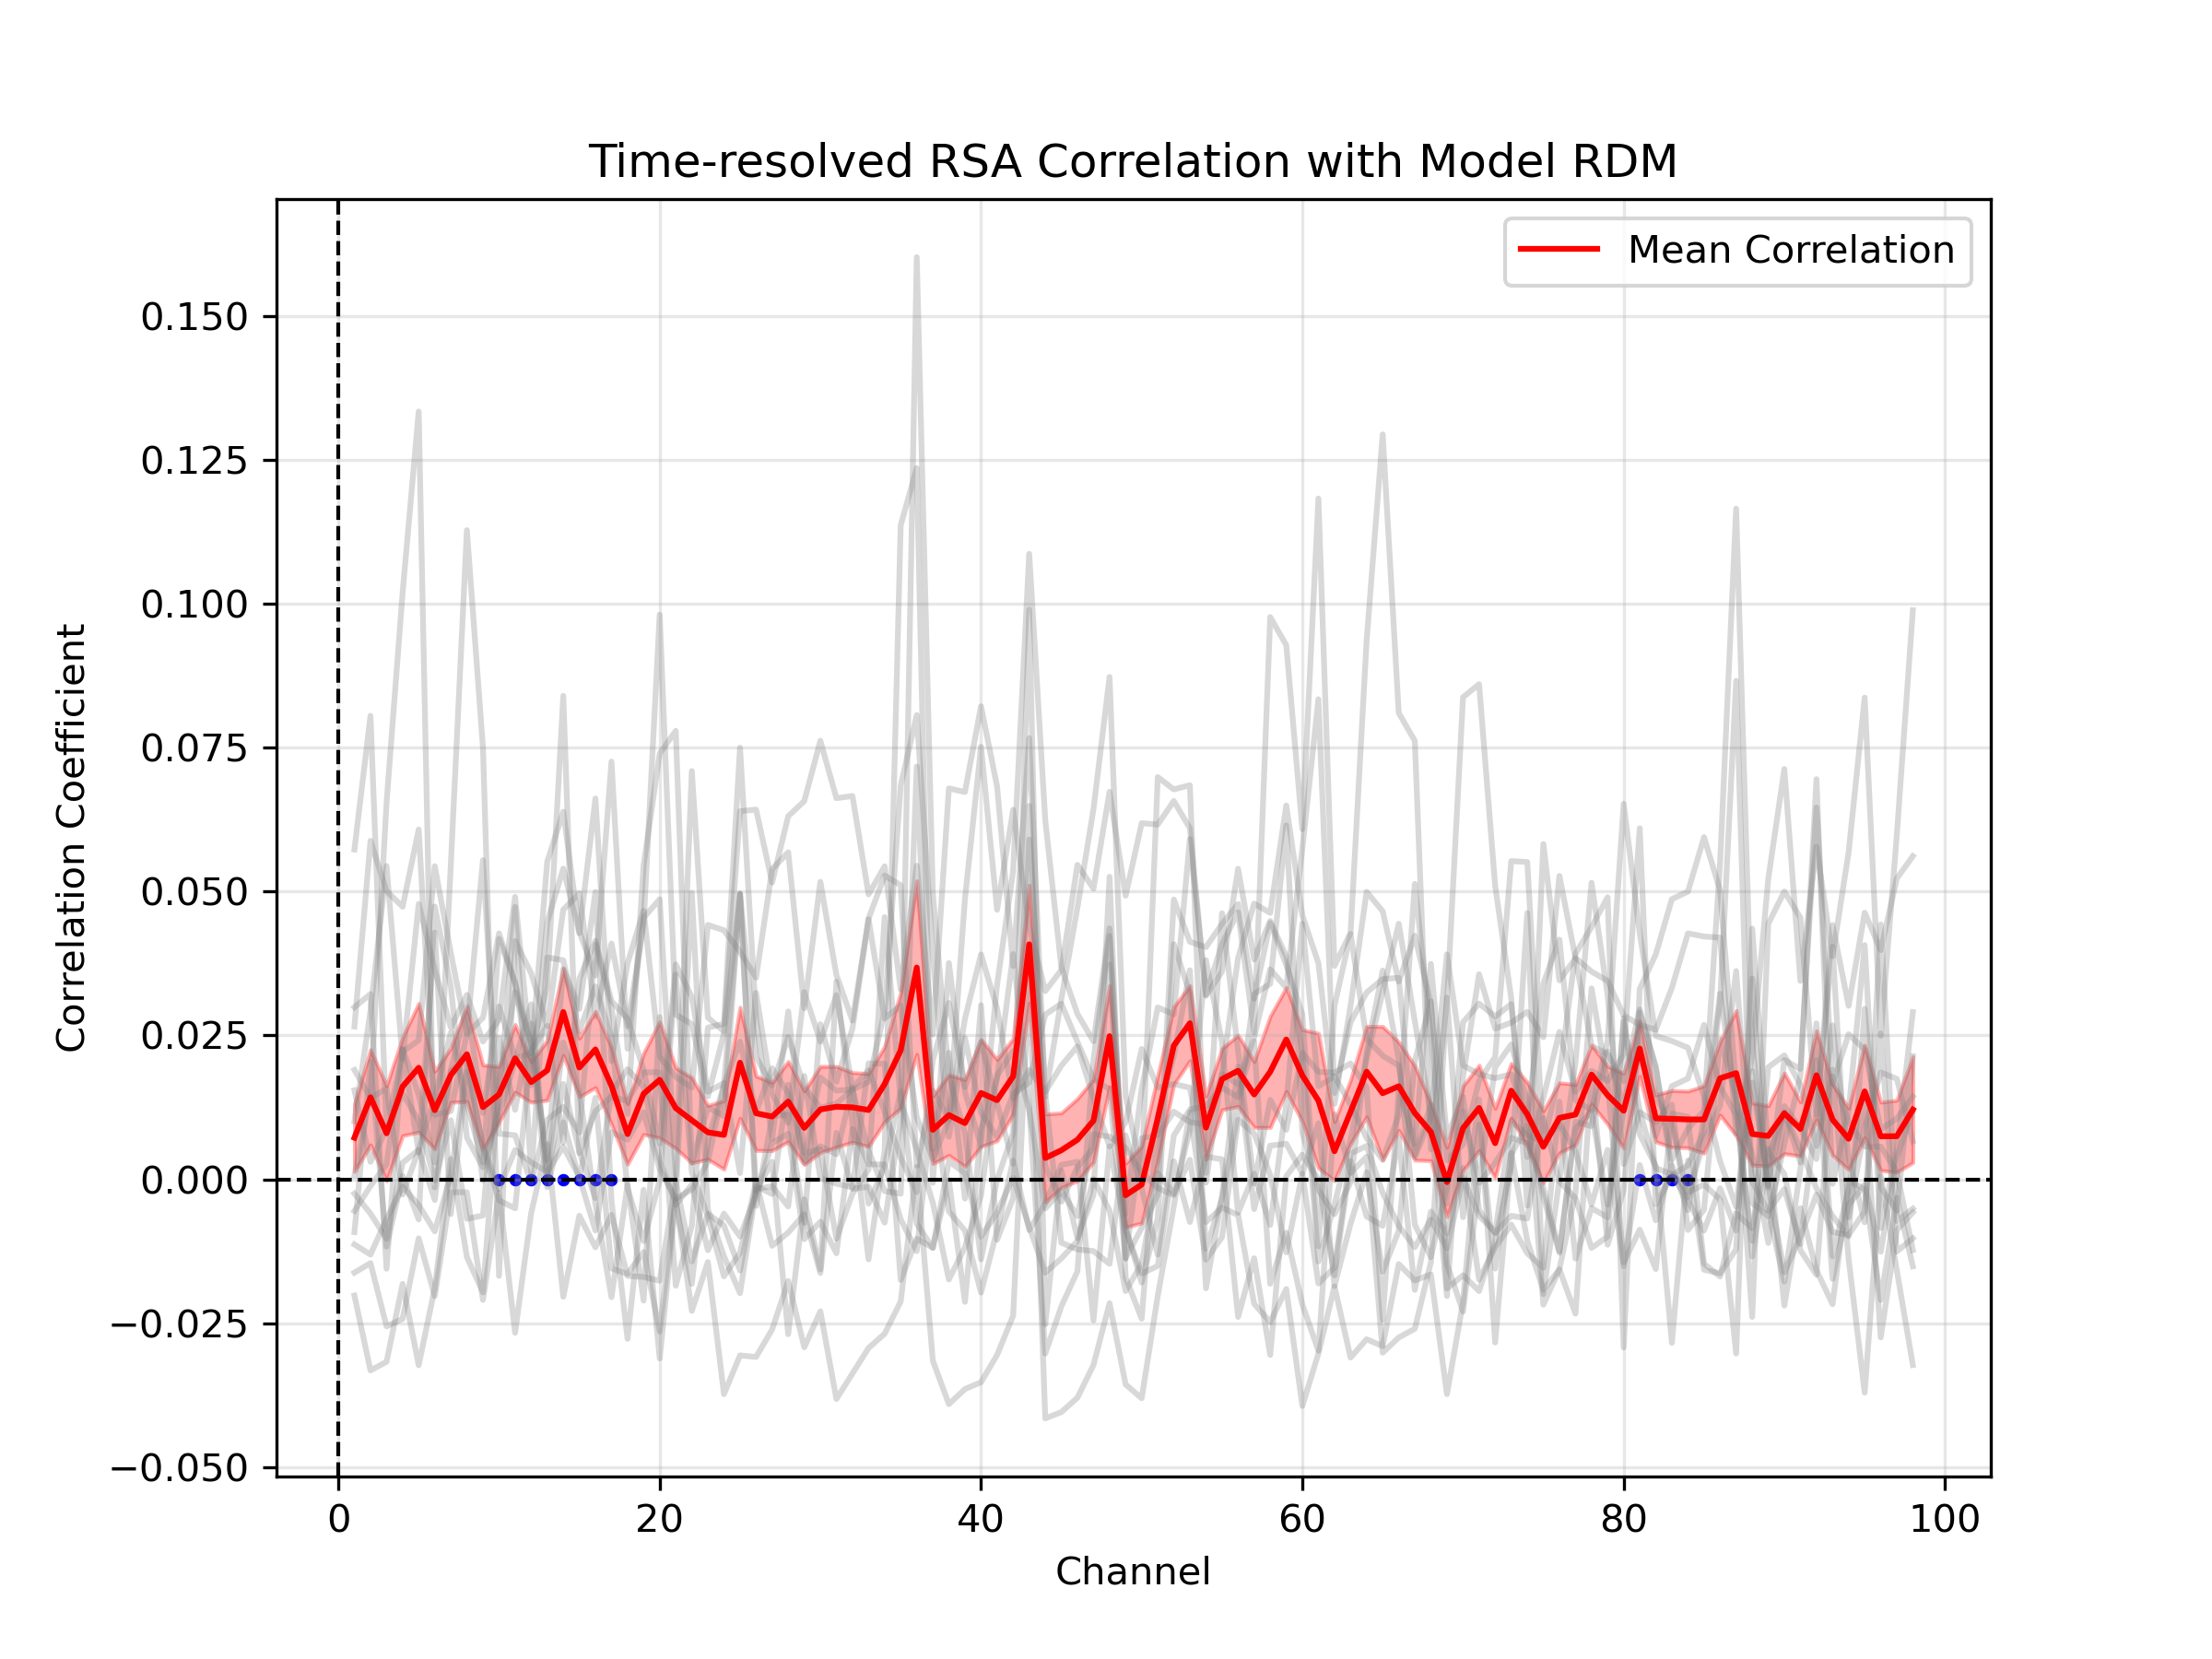 Time-resolved RSA Correlation with Model RDM
Mean Correlation
Correlation Coefficient
0.150
0.125
0.100
0.075
0.050
0.025
0.000
−0.025
−0.050
0 20 40 60 80 100
Channel